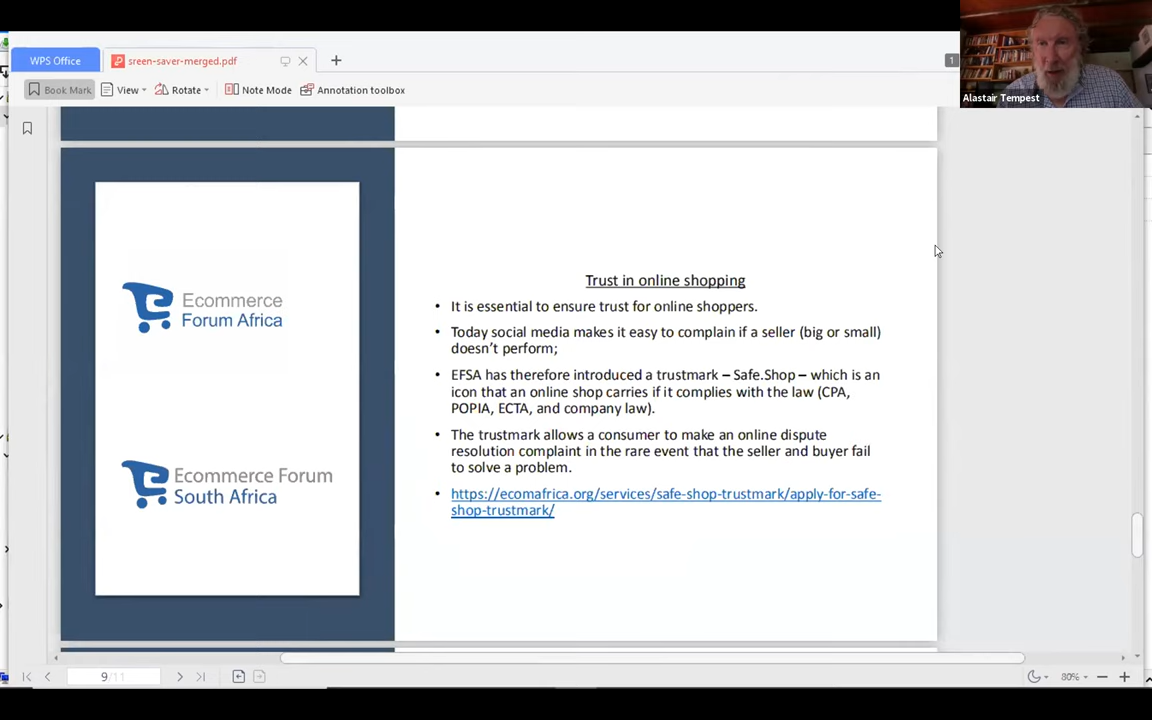 WPS Office
sreen-saver-merged.pdf
1
Book Mark
View
Rotate
Note Mode
Annotation toolbox
Alastair Tempest
Ecommerce
Forum Africa
Ecommerce Forum
South Africa
Trust in online shopping
• It is essential to ensure trust for online shoppers.
• Today social media makes it easy to complain if a seller (big or small)
doesn't perform;
• EFSA has therefore introduced a trustmark – Safe.Shop – which is an
icon that an online shop carries if it complies with the law (CPA,
POPIA, ECTA, and company law).
• The trustmark allows a consumer to make an online dispute
resolution complaint in the rare event that the seller and buyer fail
to solve a problem.
• https://ecomafrica.org/services/safe-shop-trustmark/apply-for-safe-
shop-trustmark/
9/11
80%